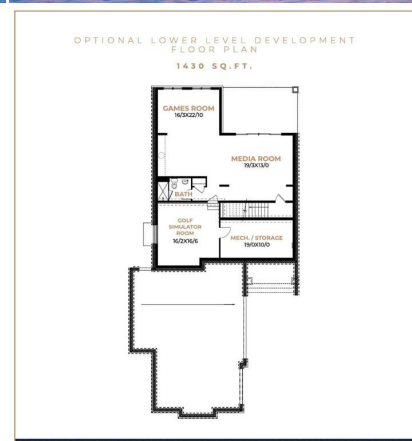 OPTIONAL LOWER LEVEL DEVELOPMENT
FLOOR PLAN
1430 SQ.FT.
GAMES ROOM
16/3X22/10
MEDIA ROOM
19/3X13/0
BATH
GOLF
SIMULATOR
ROOM
16/2X16/6
MECH. / STORAGE
19/0X10/0